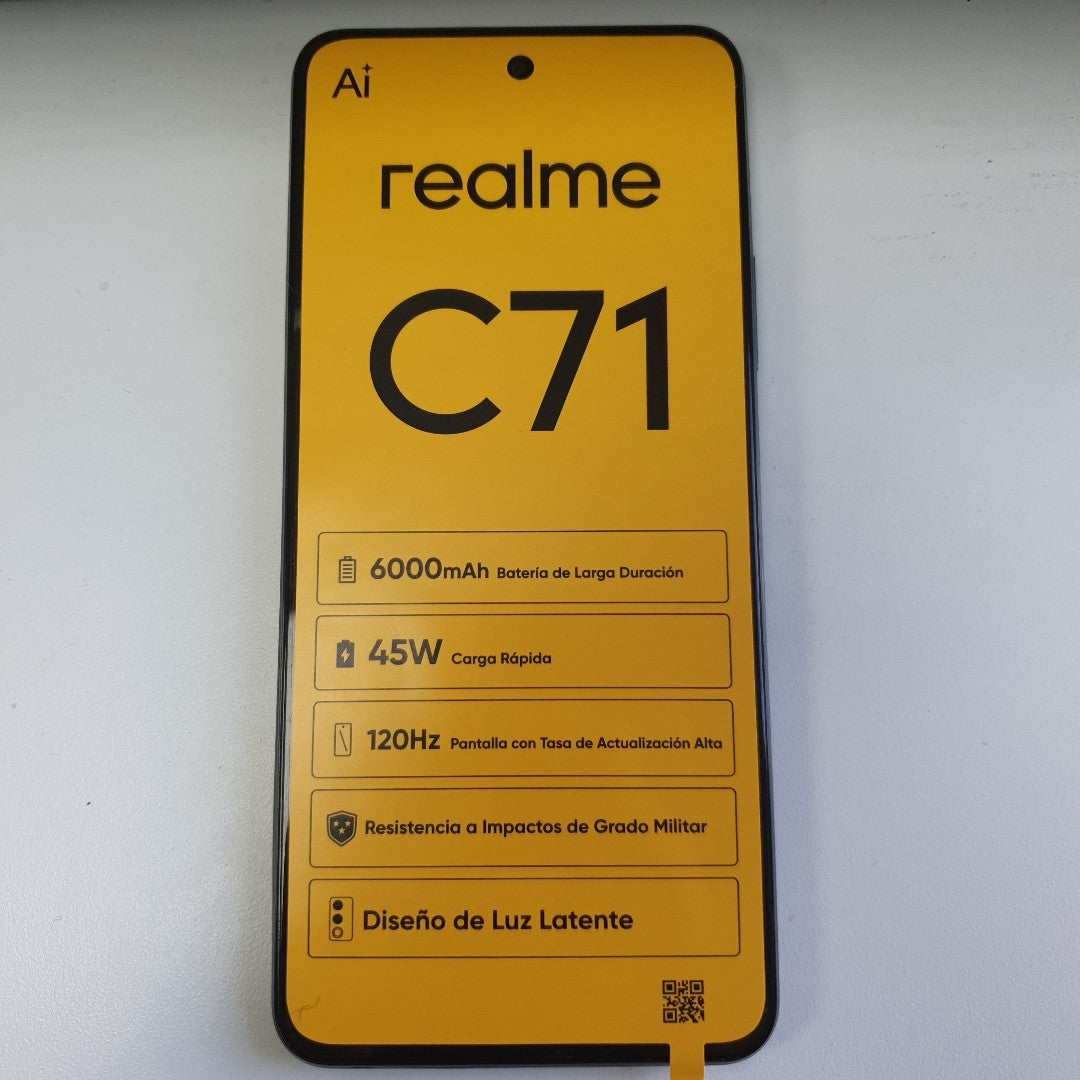 Ai
realme
C71
6000mAh Batería de Larga Duración
45W Carga Rápida
120Hz Pantalla con Tasa de Actualización Alta
Resistencia a Impactos de Grado Militar
Diseño de Luz Latente